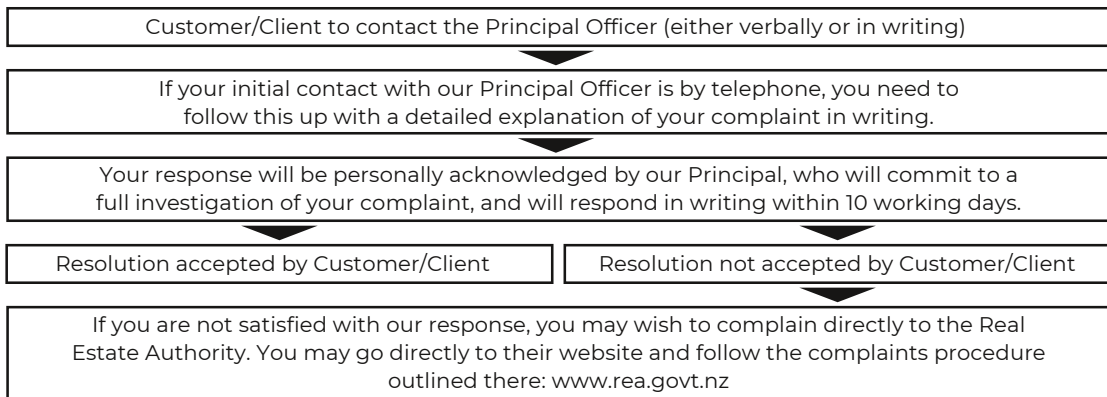 Customer/Client to contact the Principal Officer (either verbally or in writing)
If your initial contact with our Principal Officer is by telephone, you need to
follow this up with a detailed explanation of your complaint in writing.
Your response will be personally acknowledged by our Principal, who will commit to a
full investigation of your complaint, and will respond in writing within 10 working days.
Resolution accepted by Customer/Client
Resolution not accepted by Customer/Client
If you are not satisfied with our response, you may wish to complain directly to the Real
Estate Authority. You may go directly to their website and follow the complaints procedure
outlined there: www.rea.govt.nz